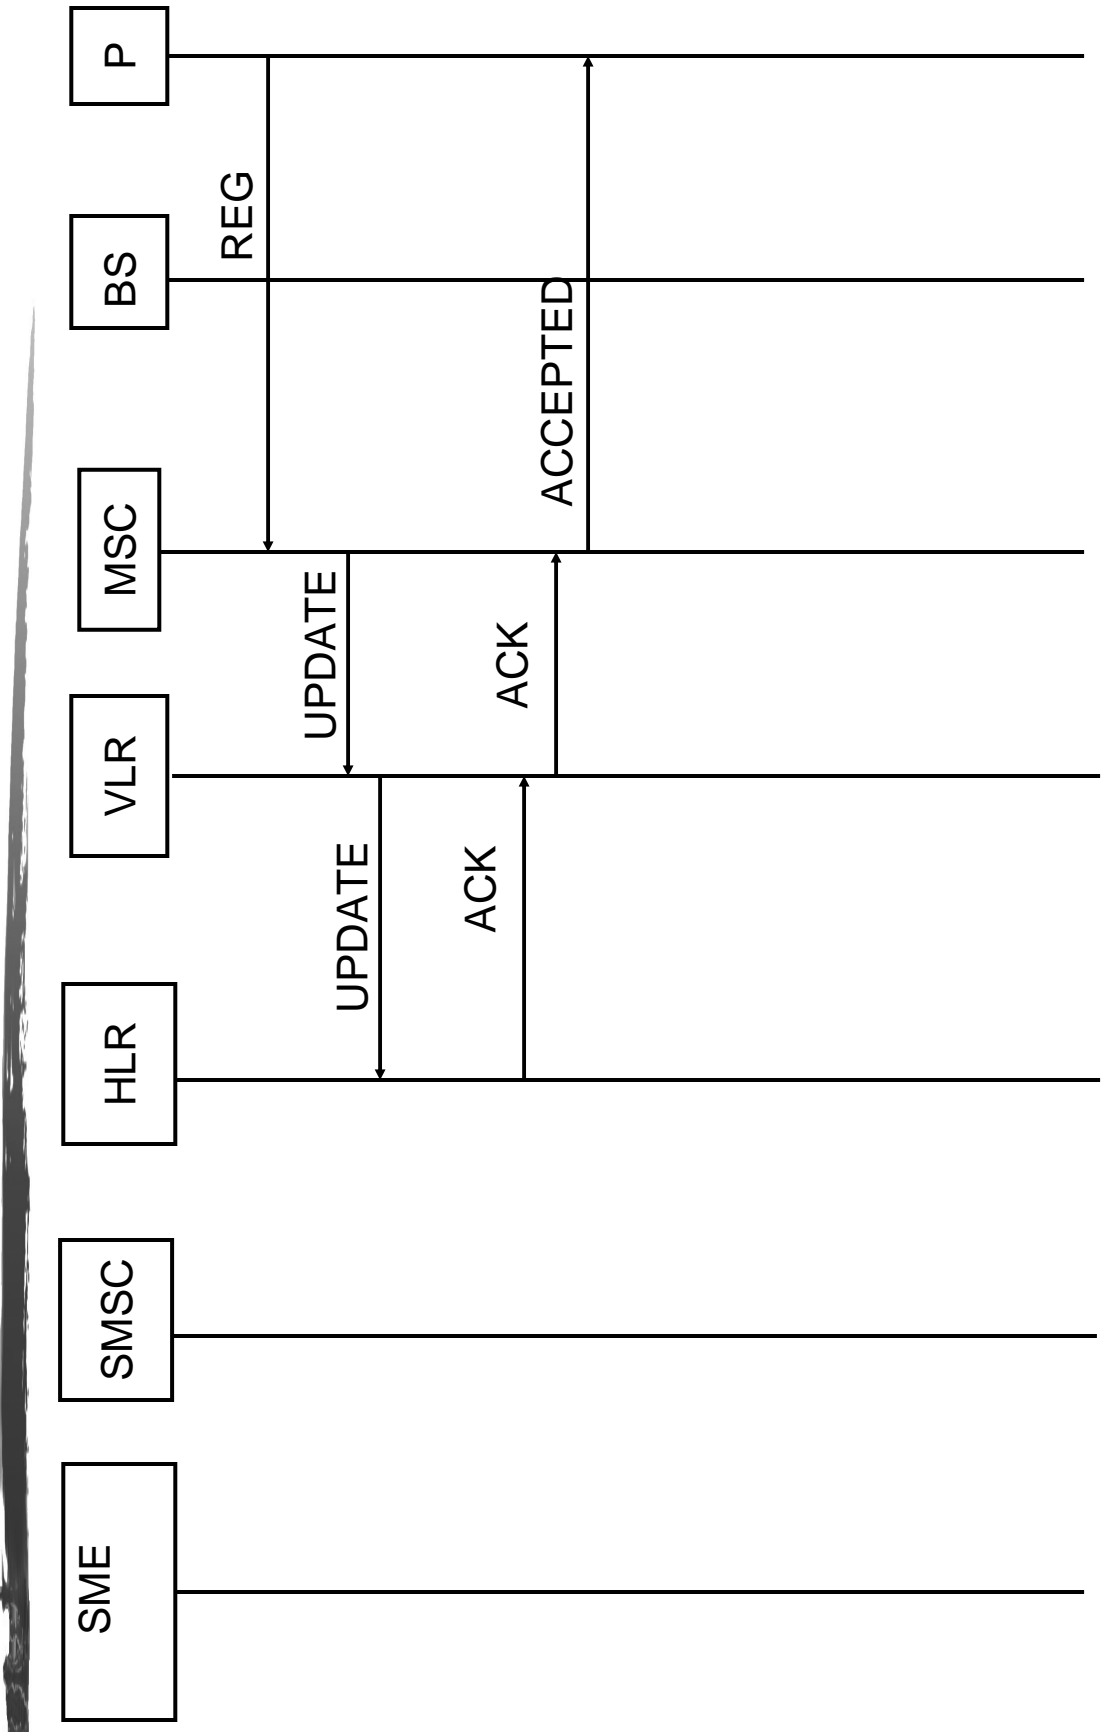 SME
SMSC
HLR
VLR
MSC
BS
P
REG
UPDATE
UPDATE
ACK
ACK
ACCEPTED